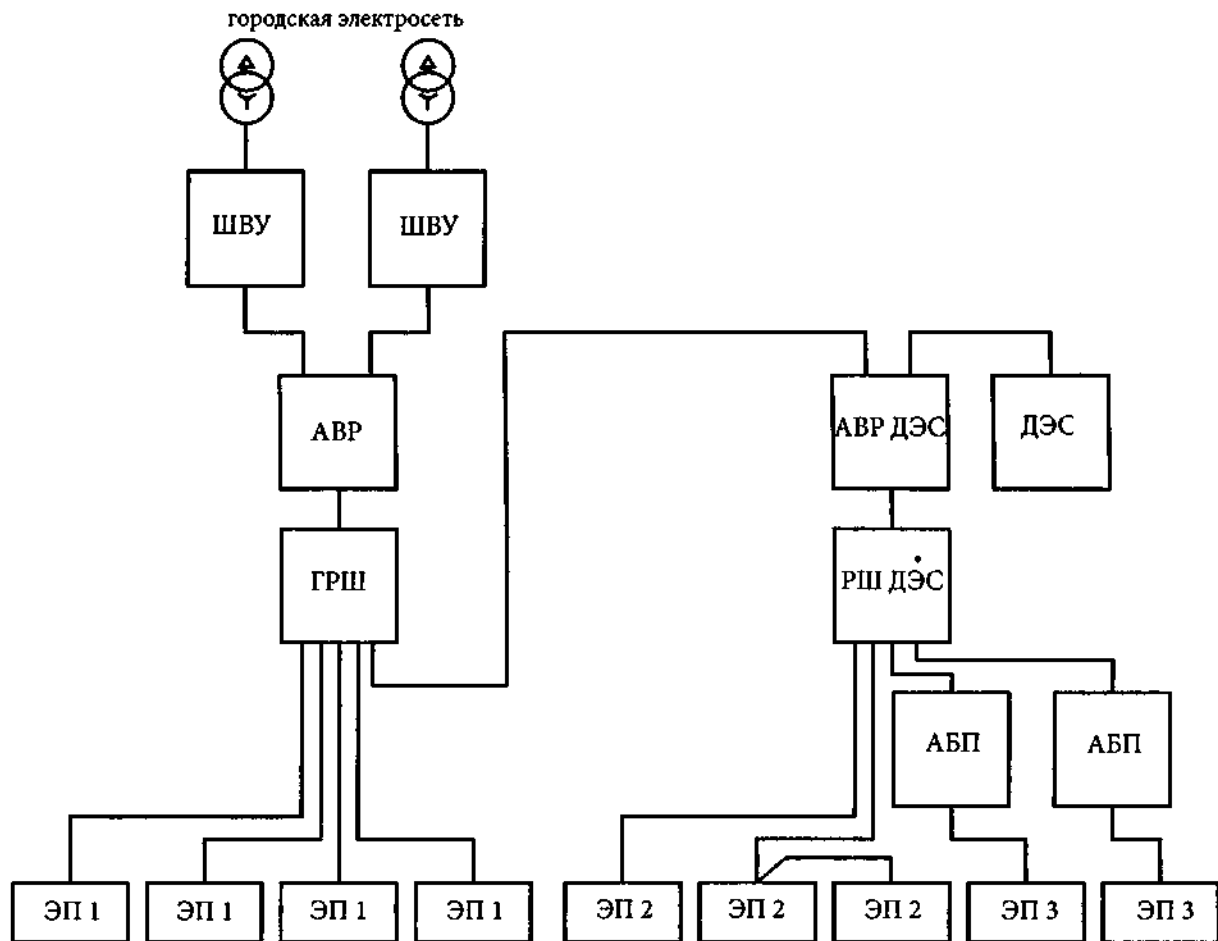 городская электросеть
ШВУ ШВУ
АВР АВР ДЭС ДЭС
ГРШ РШ ДЭС
АБП АБП
ЭП 1 ЭП 1 ЭП 1 ЭП 1 ЭП 2 ЭП 2 ЭП 2 ЭП 3 ЭП 3